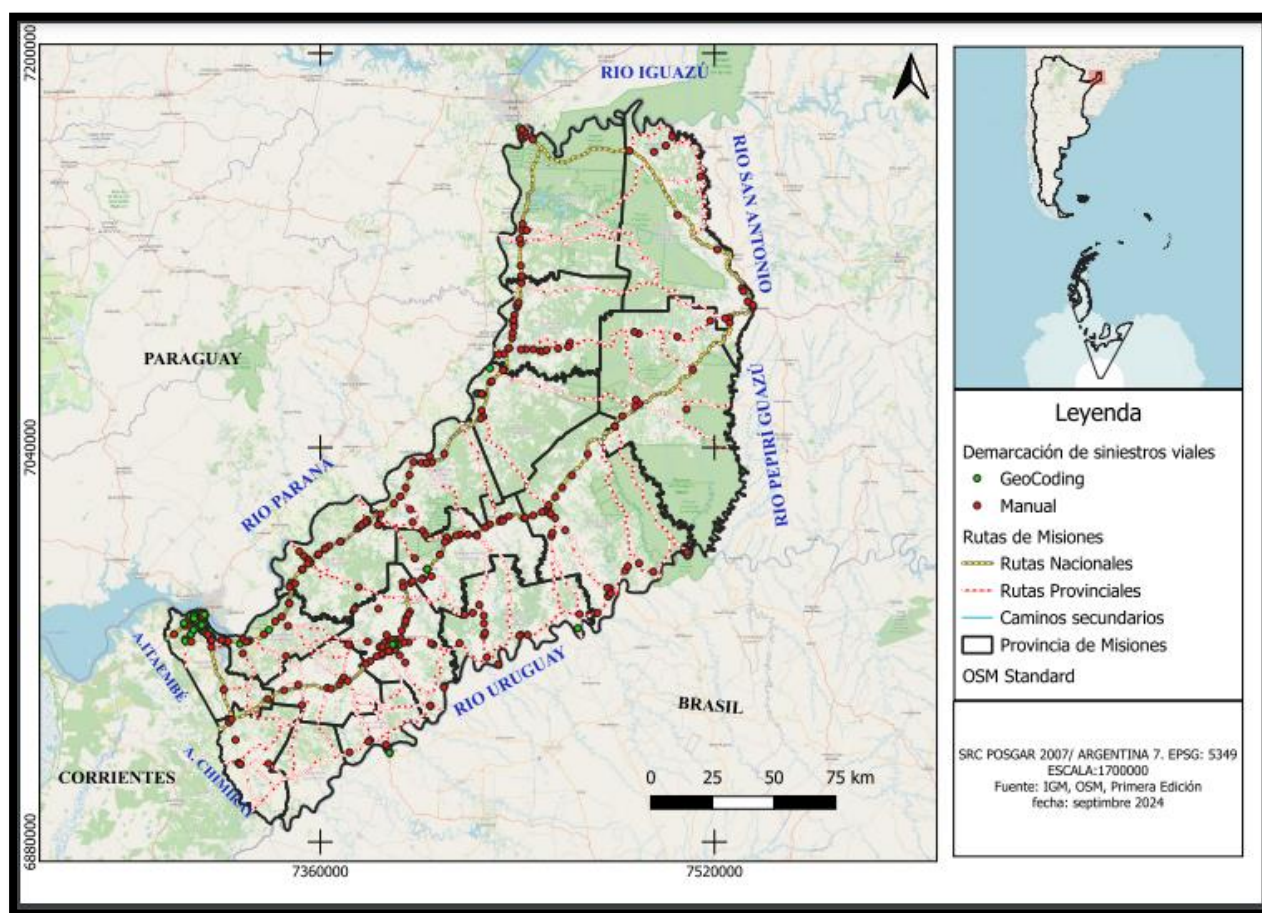 7200000
7040000
6880000
7360000
7520000
RIO IGUAZÚ
RIO SAN ANTONIO
PARAGUAY
RIO PEPIRÍ GUAZÚ
RIO PARANÁ
A.ITAEMBÉ
RIO URUGUAY
BRASIL
CORRIENTES
A. CHIMIRAY
0 25 50 75 km
Leyenda
Demarcación de siniestros viales
GeoCoding
Manual
Rutas de Misiones
Rutas Nacionales
Rutas Provinciales
Caminos secundarios
Provincia de Misiones
OSM Standard
SRC POSGAR 2007/ ARGENTINA 7. EPSG: 5349
ESCALA:1700000
Fuente: IGM, OSM, Primera Edición
fecha: septimbre 2024